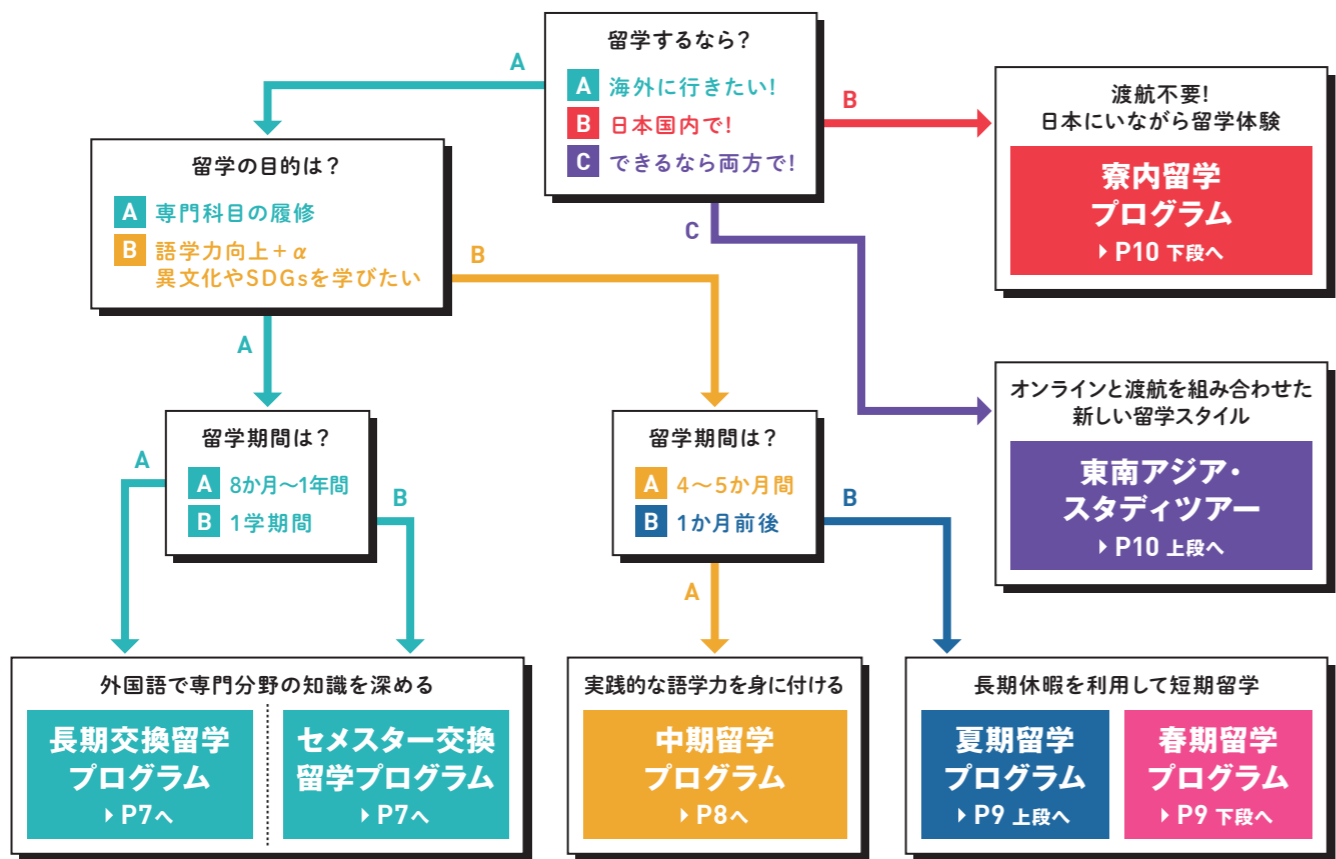 留学するなら？
A 海外に行きたい！
B 日本国内で！
C できるなら両方で！
A
B
C
渡航不要！
日本にいながら留学体験
寮内留学
プログラム
▶P10 下段へ
留学の目的は？
A 専門科目の履修
B 語学力向上＋α
異文化やSDGsを学びたい
A
B
オンラインと渡航を組み合わせた
新しい留学スタイル
東南アジア・
スタディツアー
▶P10 上段へ
留学期間は？
A 8か月〜1年間
B 1学期間
A
B
留学期間は？
A 4〜5か月間
B 1か月前後
A
B
外国語で専門分野の知識を深める
長期交換留学
プログラム
▶P7へ
セメスター交換
留学プログラム
▶P7へ
実践的な語学力を身に付ける
中期留学
プログラム
▶P8へ
長期休暇を利用して短期留学
夏期留学
プログラム
▶P9 上段へ
春期留学
プログラム
▶P9 下段へ